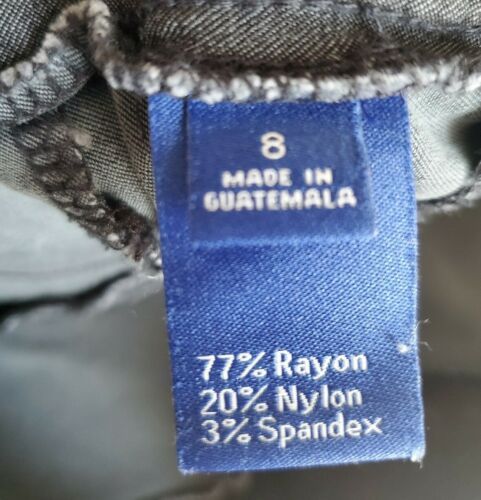 8
MADE IN
GUATEMALA
77% Rayon
20% Nylon
3% Spandex